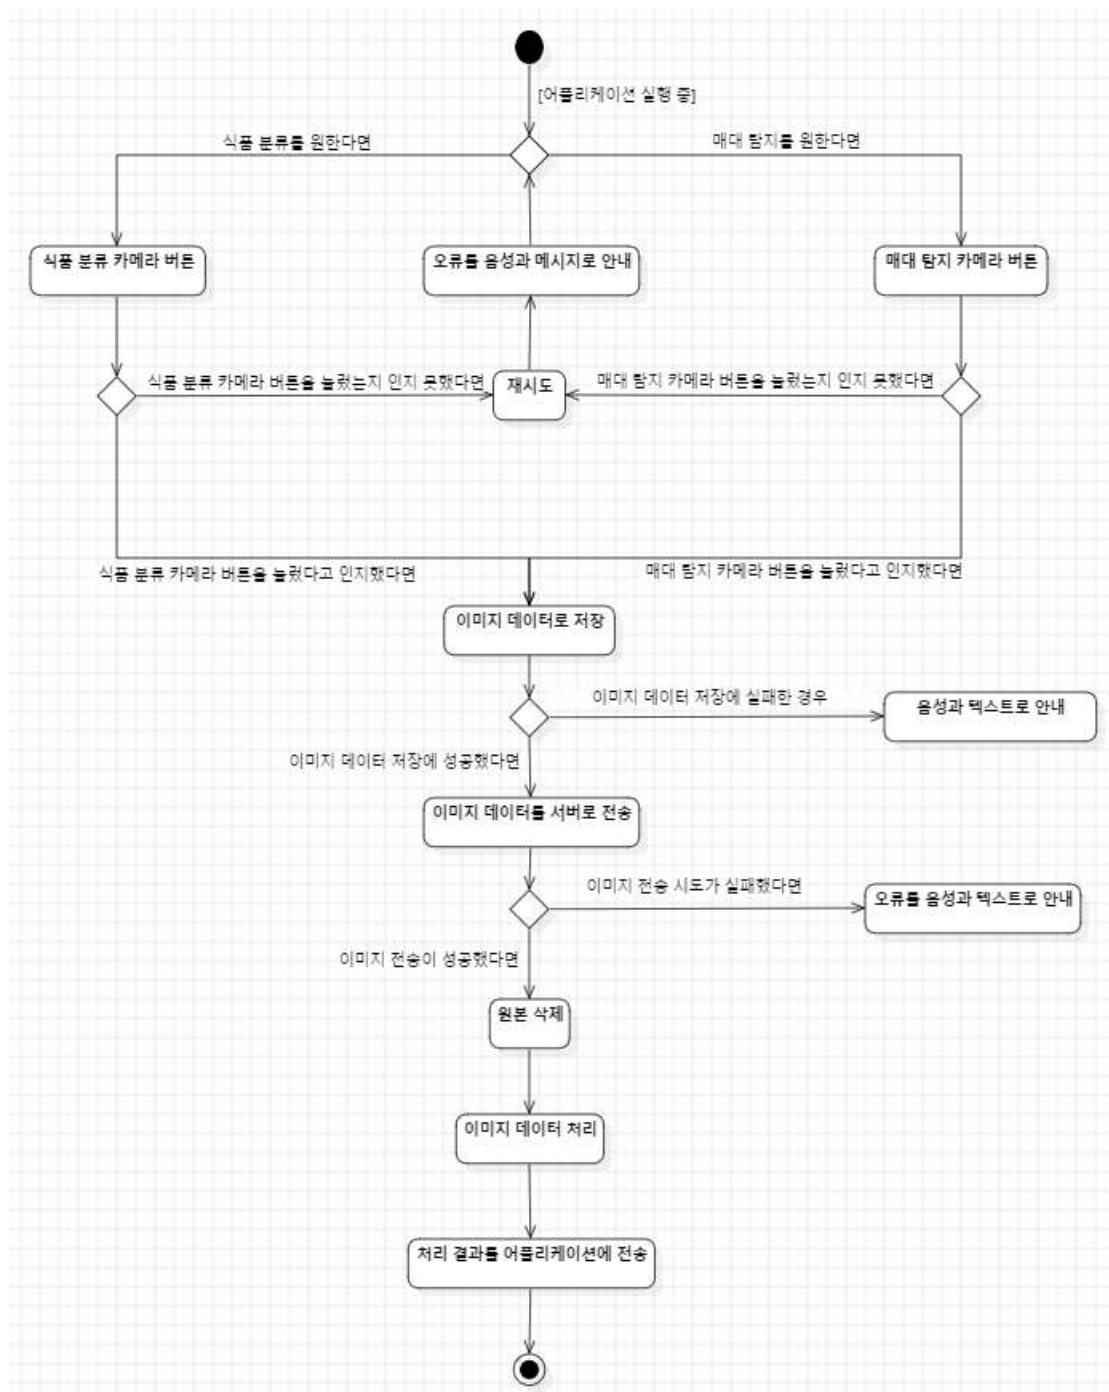 [어플리케이션 실행 중]
식품 분류를 원한다면
매대 탐지를 원한다면
식품 분류 카메라 버튼
오류를 음성과 메시지로 안내
매대 탐지 카메라 버튼
식품 분류 카메라 버튼을 눌렀는지 인지 못했다면
재시도
매대 탐지 카메라 버튼을 눌렀는지 인지 못했다면
식품 분류 카메라 버튼을 눌렀다고 인지했다면
매대 탐지 카메라 버튼을 눌렀다고 인지했다면
이미지 데이터로 저장
이미지 데이터 저장에 실패한 경우
음성과 텍스트로 안내
이미지 데이터 저장에 성공했다면
이미지 데이터를 서버로 전송
이미지 전송 시도가 실패했다면
오류를 음성과 텍스트로 안내
이미지 전송이 성공했다면
원본 삭제
이미지 데이터 처리
처리 결과를 어플리케이션에 전송